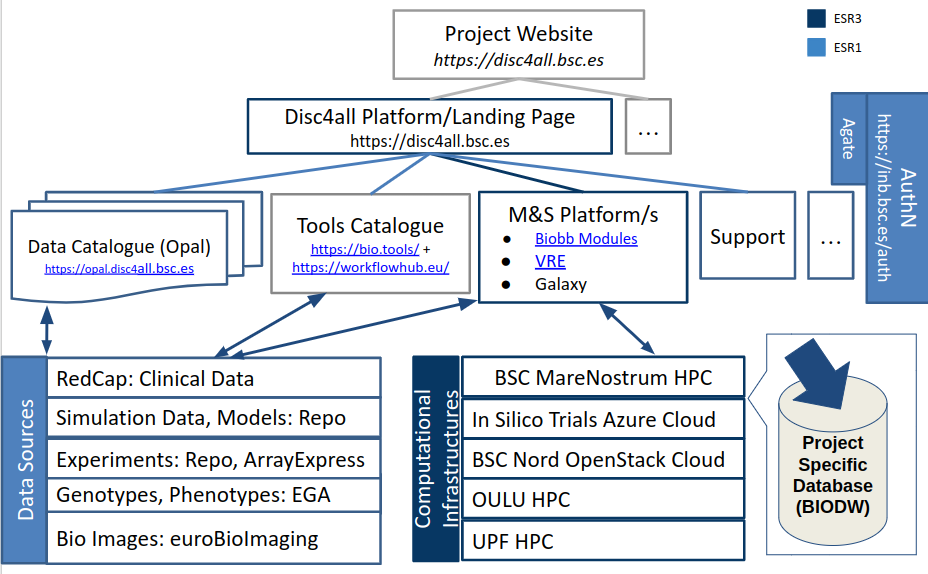 ESR3
ESR1
Project Website
https://disc4all.bsc.es
Disc4all Platform/Landing Page
https://disc4all.bsc.es
...
Agate
AuthN
https://inb.bsc.es/auth
Data Catalogue (Opal)
https://opal.disc4all.bsc.es
Tools Catalogue
https://bio.tools/ +
https://workflowhub.eu/
M&S Platform/s
● Biobb Modules
● VRE
● Galaxy
Support
...
Data Sources
RedCap: Clinical Data
Simulation Data, Models: Repo
Experiments: Repo, ArrayExpress
Genotypes, Phenotypes: EGA
Bio Images: euroBioImaging
Computational
Infrastructures
BSC MareNostrum HPC
In Silico Trials Azure Cloud
BSC Nord OpenStack Cloud
OULU HPC
UPF HPC
Project
Specific
Database
(BIODW)